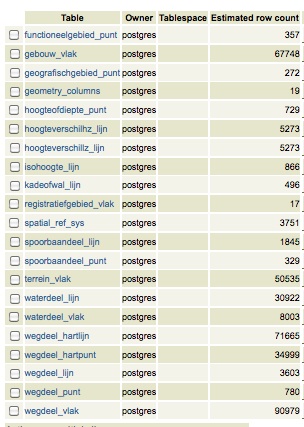 Table Owner Tablespace Estimated row count
functioneelgebied_punt postgres 357
gebouw_vlak postgres 67748
geografischgebied_punt postgres 272
geometry_columns postgres 19
hoogteofdiepte_punt postgres 729
hoogteverschilhz_lijn postgres 5273
hoogteverschillz_lijn postgres 5273
isohoogte_lijn postgres 866
kadeofwal_lijn postgres 496
registratiefgebied_vlak postgres 17
spatial_ref_sys postgres 3751
spoorbaandeel_lijn postgres 1845
spoorbaandeel_punt postgres 329
terrein_vlak postgres 50535
waterdeel_lijn postgres 30922
waterdeel_vlak postgres 8003
wegdeel_hartlijn postgres 71665
wegdeel_hartpunt postgres 34999
wegdeel_lijn postgres 3603
wegdeel_punt postgres 780
wegdeel_vlak postgres 90979